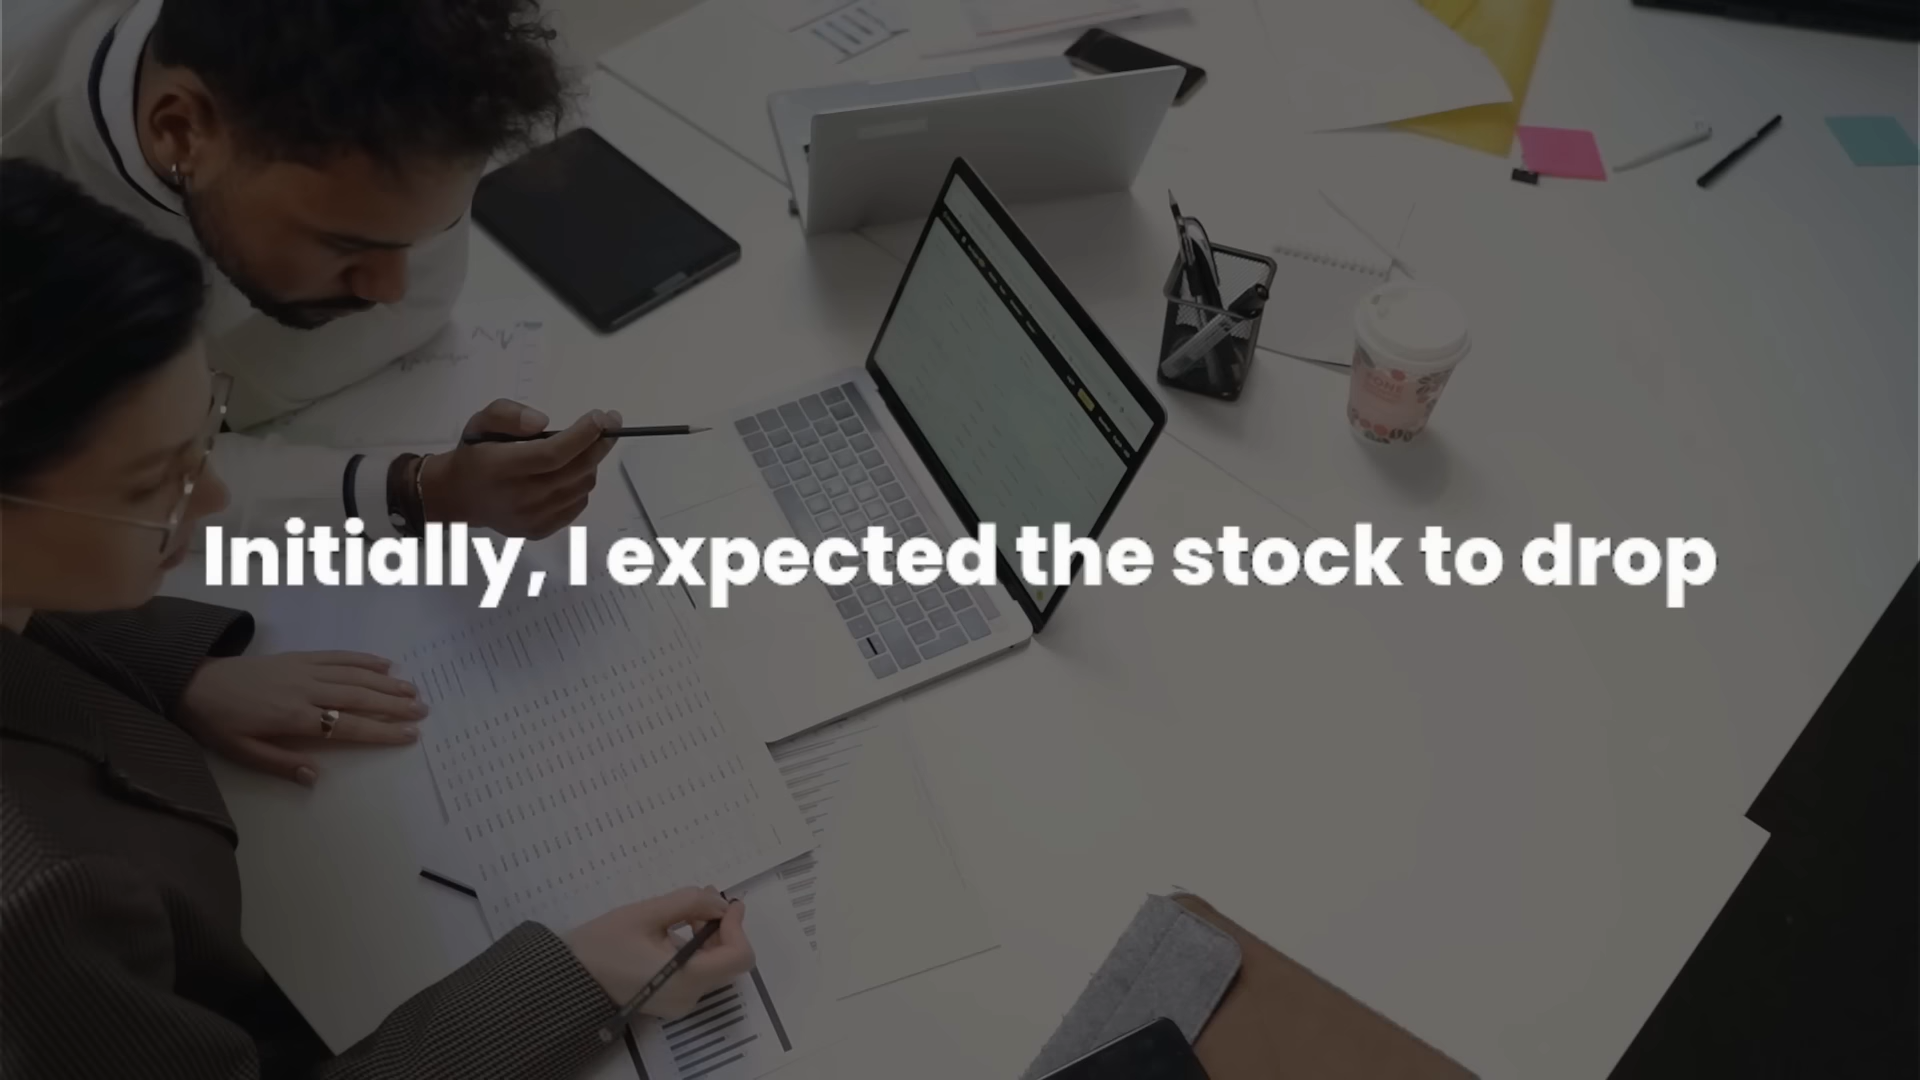 Initially, I expected the stock to drop